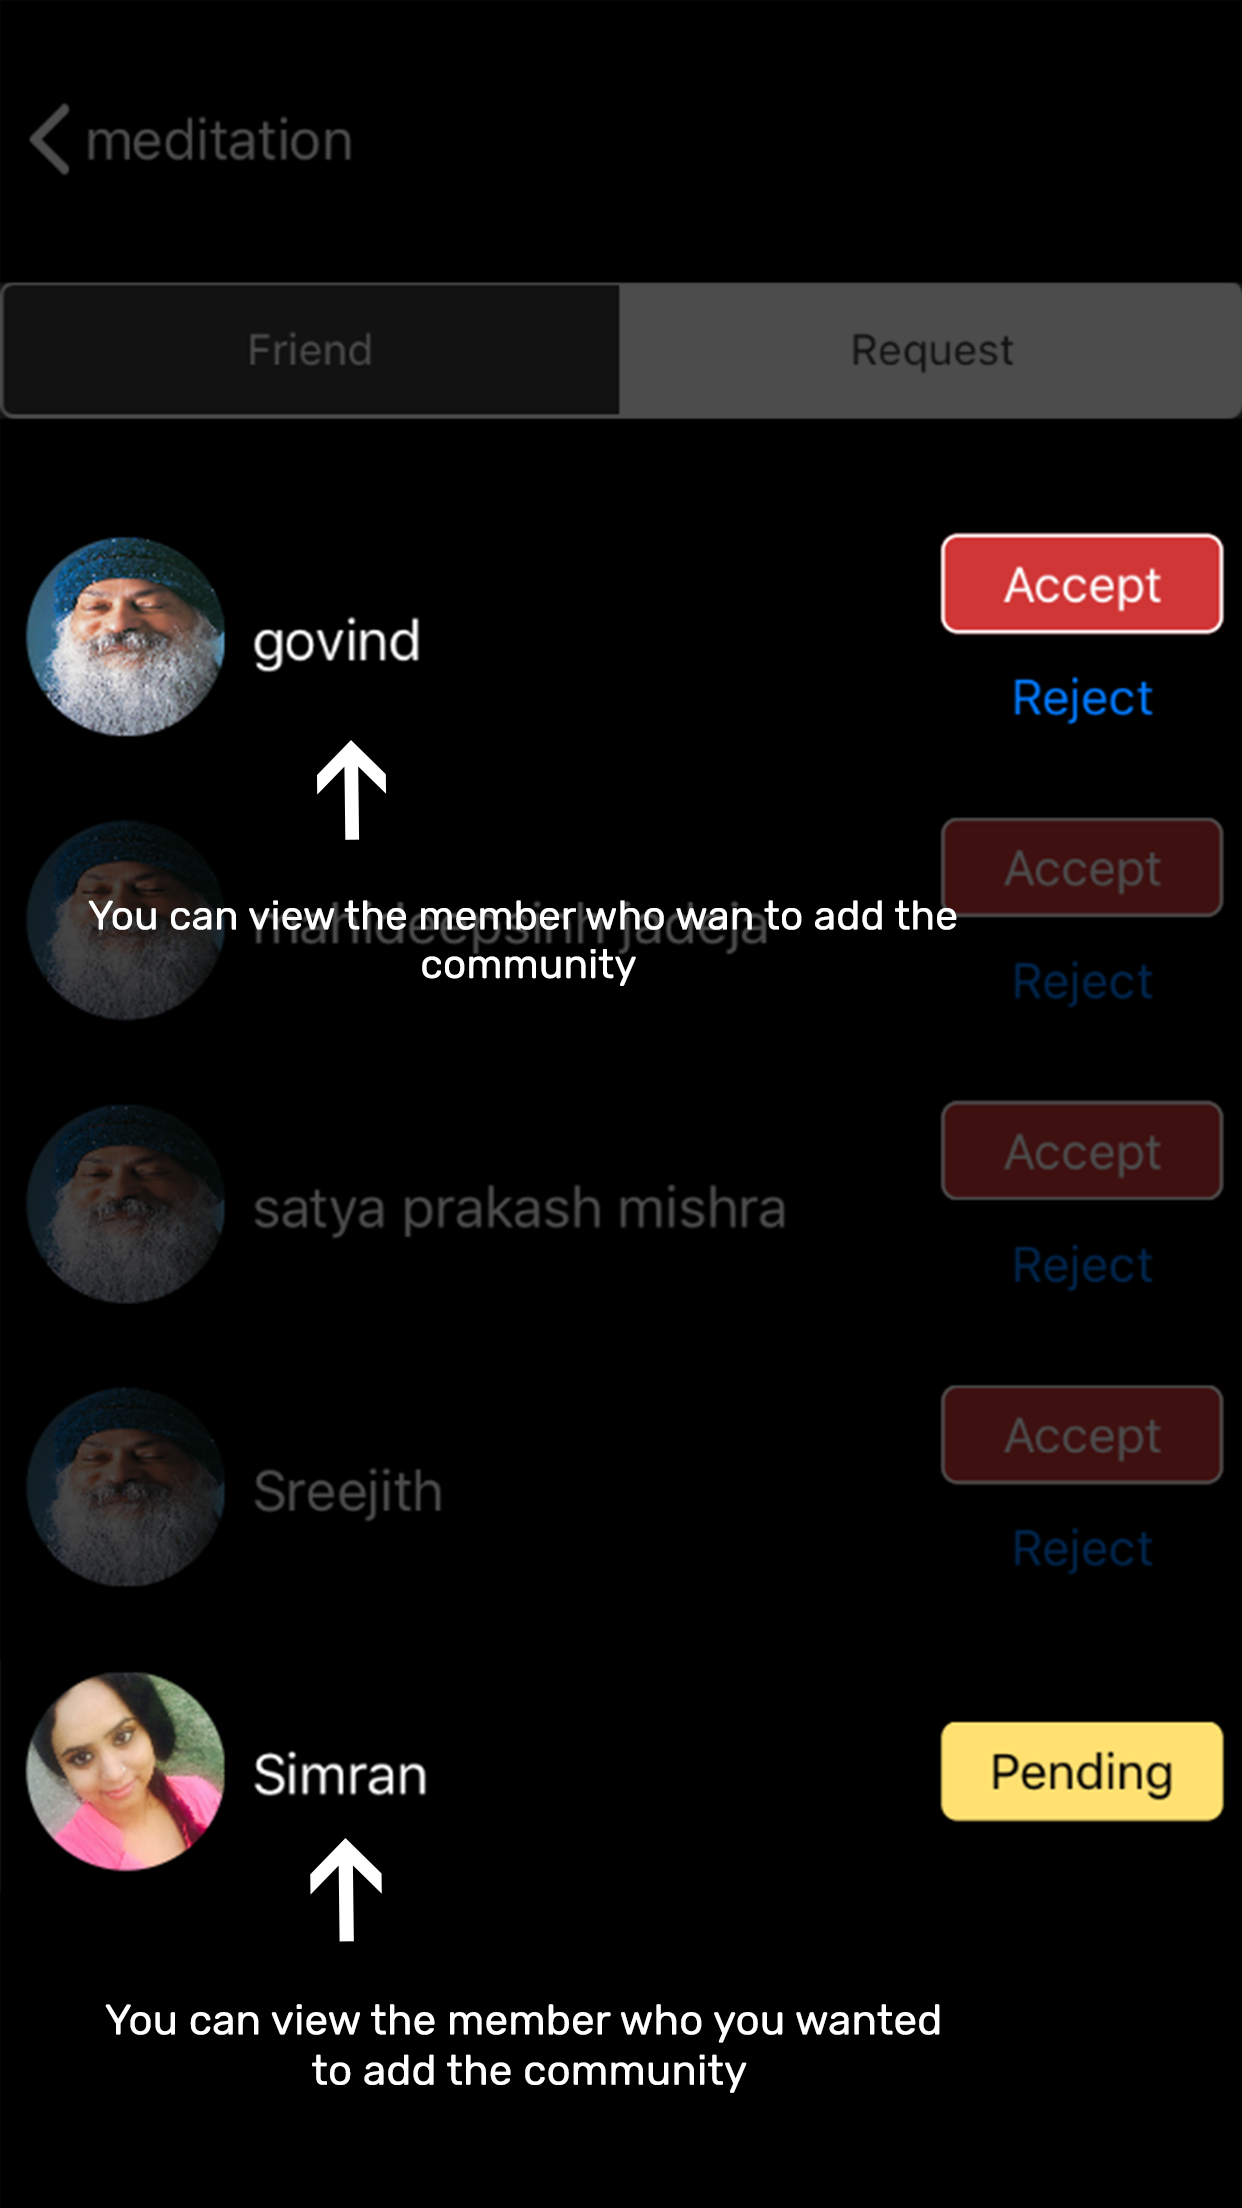 meditation
Friend
Request
govind
Accept
Reject
mahideepsinh jadeja
Accept
Reject
You can view the member who wan to add the
community
satya prakash mishra
Accept
Reject
Sreejith
Accept
Reject
Simran
Pending
You can view the member who you wanted
to add the community